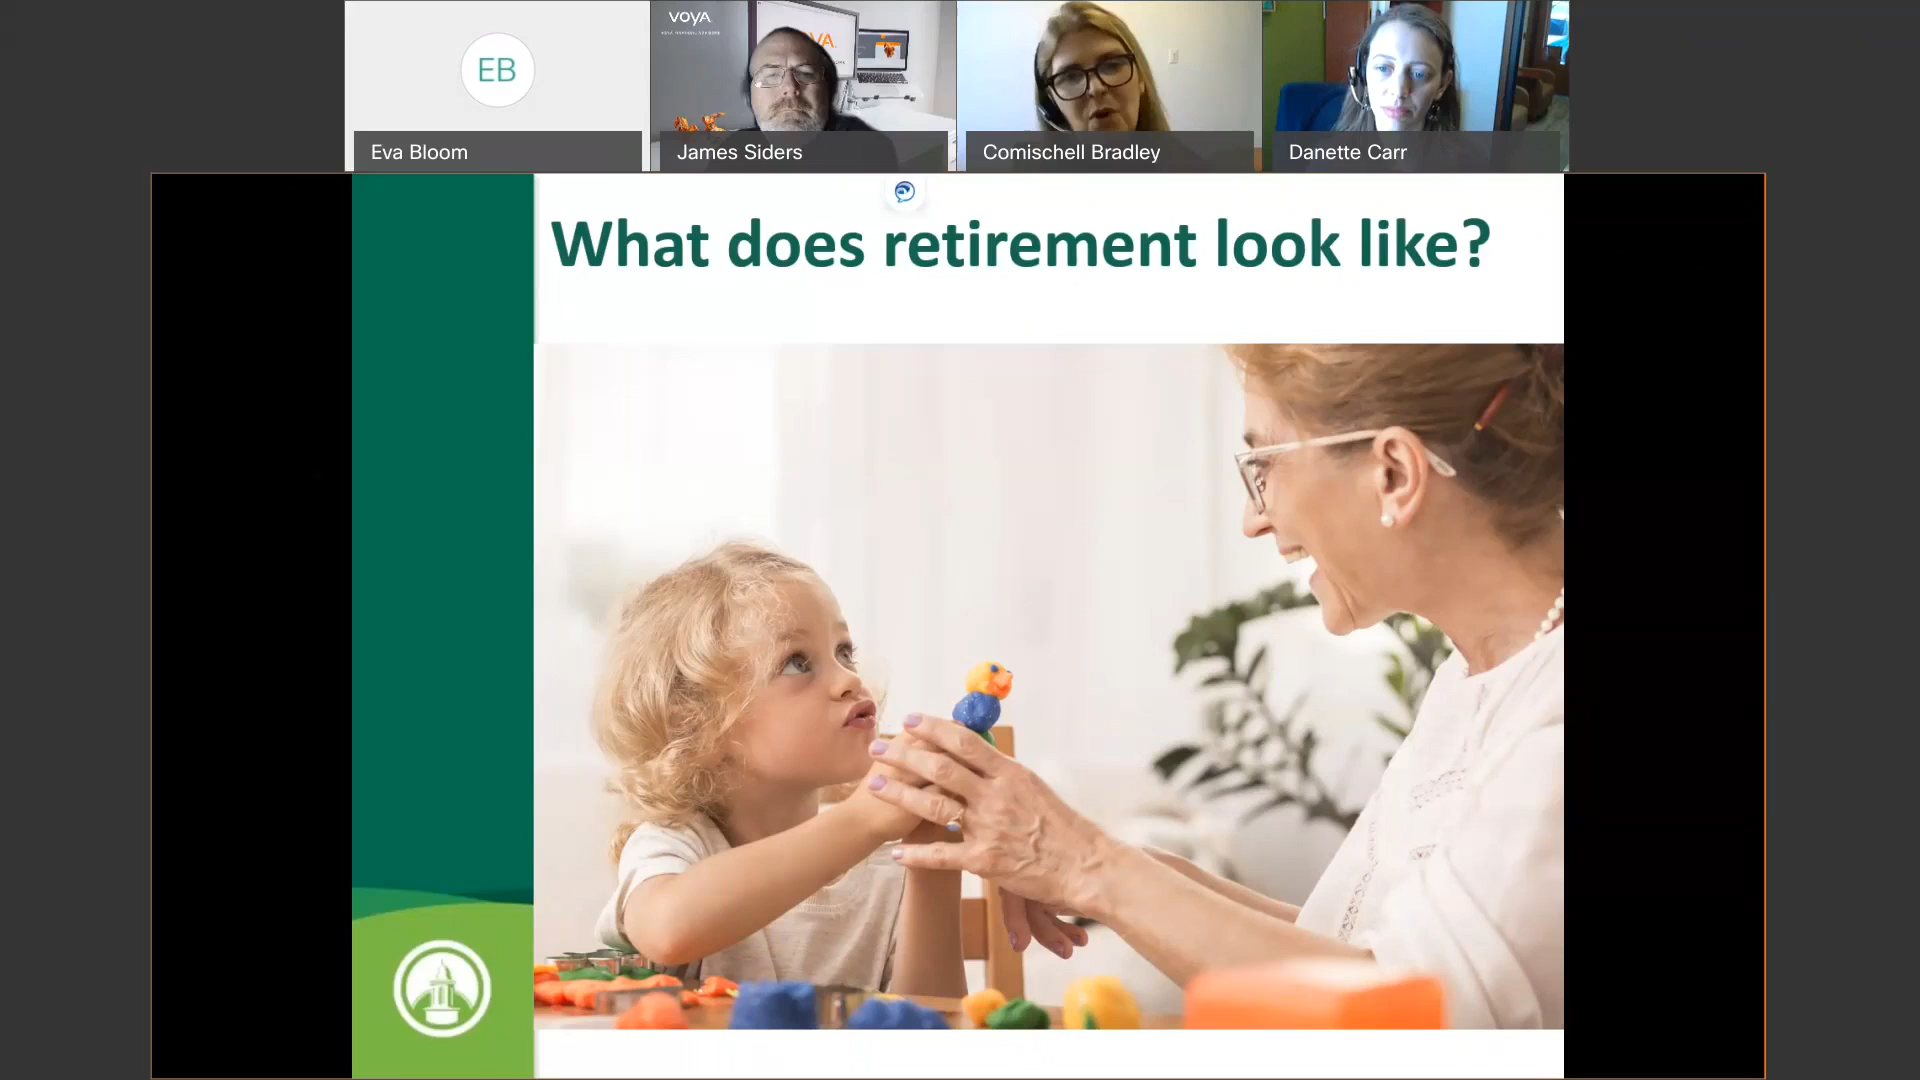 EB
Eva Bloom
VOYA
James Siders
Comischell Bradley
Danette Carr
What does retirement look like?